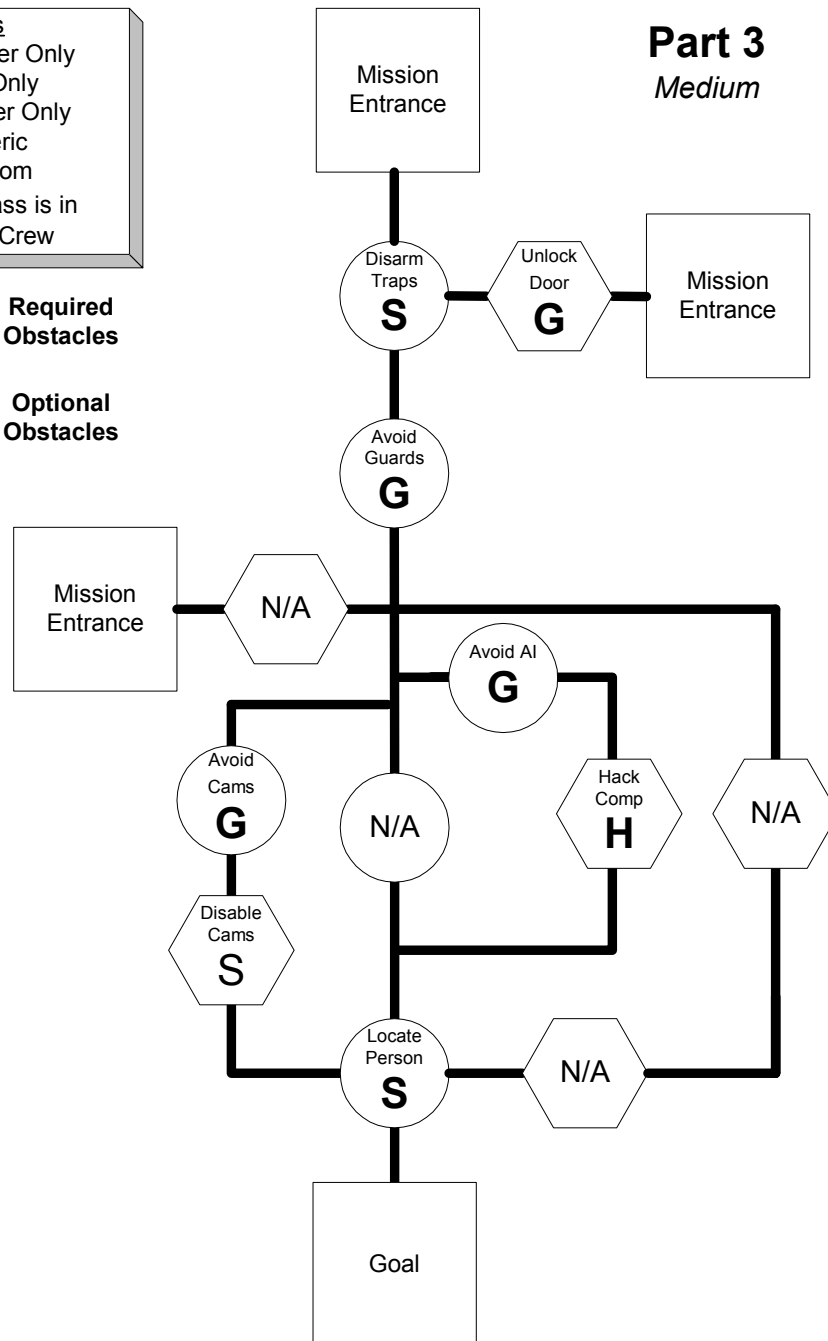 s
er Only
Only
er Only
eric
om
ass is in
Crew
Part 3
Medium
Mission
Entrance
Disarm
Traps
S
Unlock
Door
G
Mission
Entrance
Required
Obstacles
Optional
Obstacles
Avoid
Guards
G
Mission
Entrance
N/A
Avoid AI
G
Avoid
Cams
G
N/A
Hack
Comp
H
N/A
Disable
Cams
S
Locate
Person
S
N/A
Goal